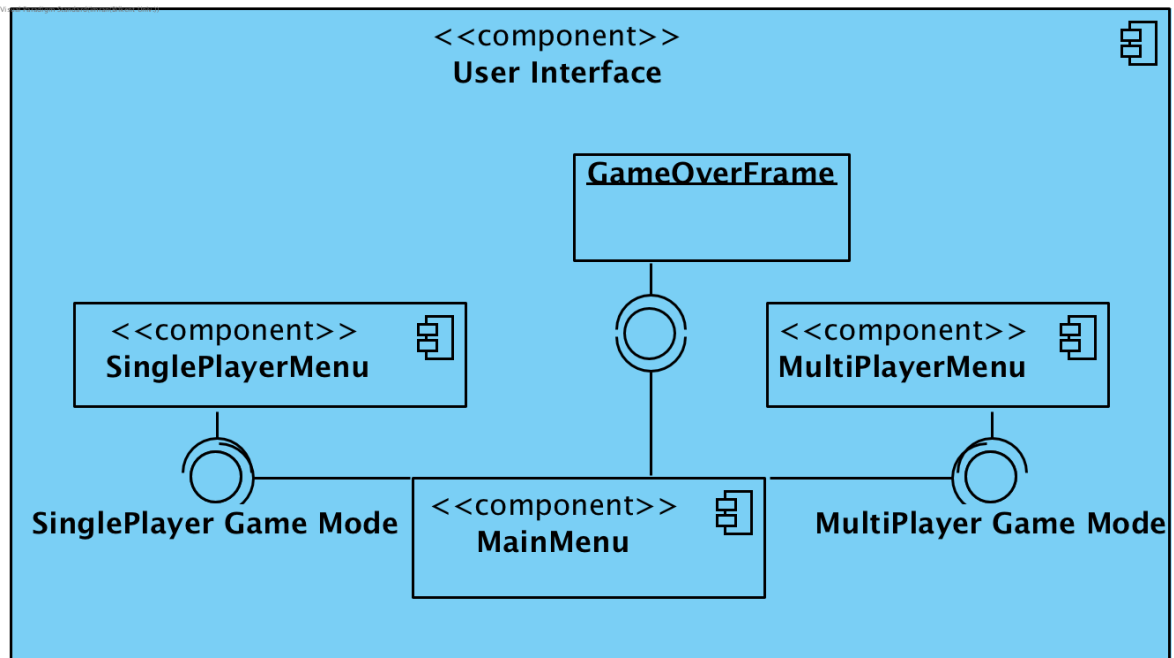 <<component>>
User Interface
GameOverFrame
<<component>>
SinglePlayerMenu
<<component>>
MultiPlayerMenu
SinglePlayer Game Mode
<<component>>
MainMenu
MultiPlayer Game Mode